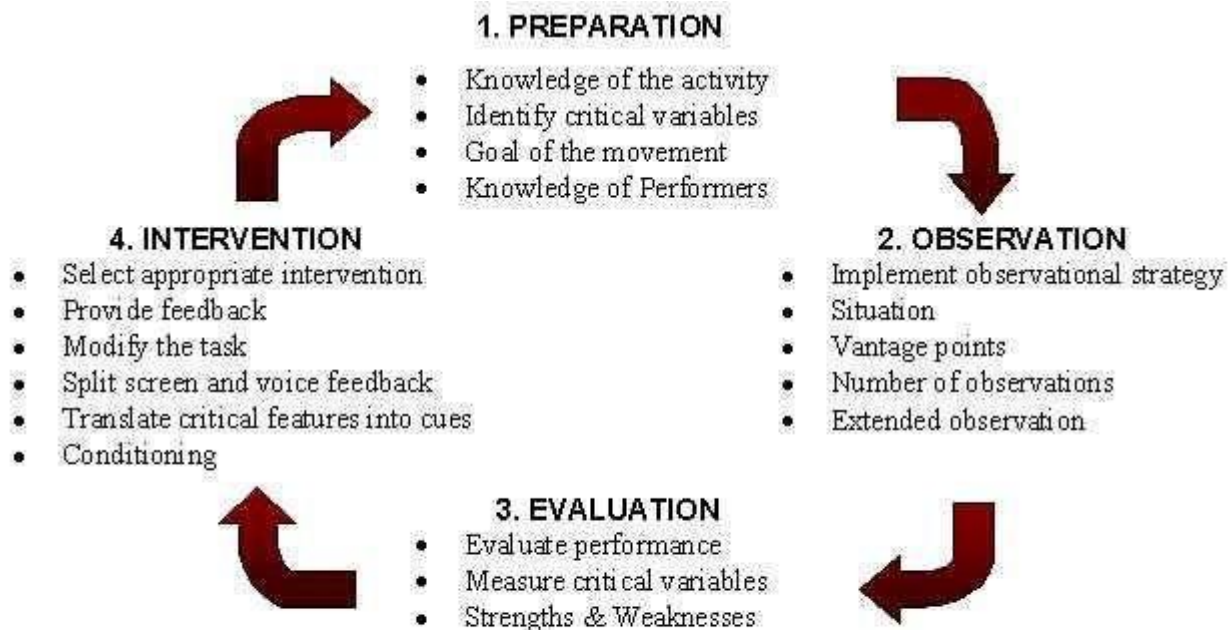 1. PREPARATION
• Knowledge of the activity
• Identify critical variables
• Goal of the movement
• Knowledge of Performers
2. OBSERVATION
• Implement observational strategy
• Situation
• Vantage points
• Number of observations
• Extended observation
3. EVALUATION
• Evaluate performance
• Measure critical variables
• Strengths & Weaknesses
4. INTERVENTION
• Select appropriate intervention
• Provide feedback
• Modify the task
• Split screen and voice feedback
• Translate critical features into cues
• Conditioning